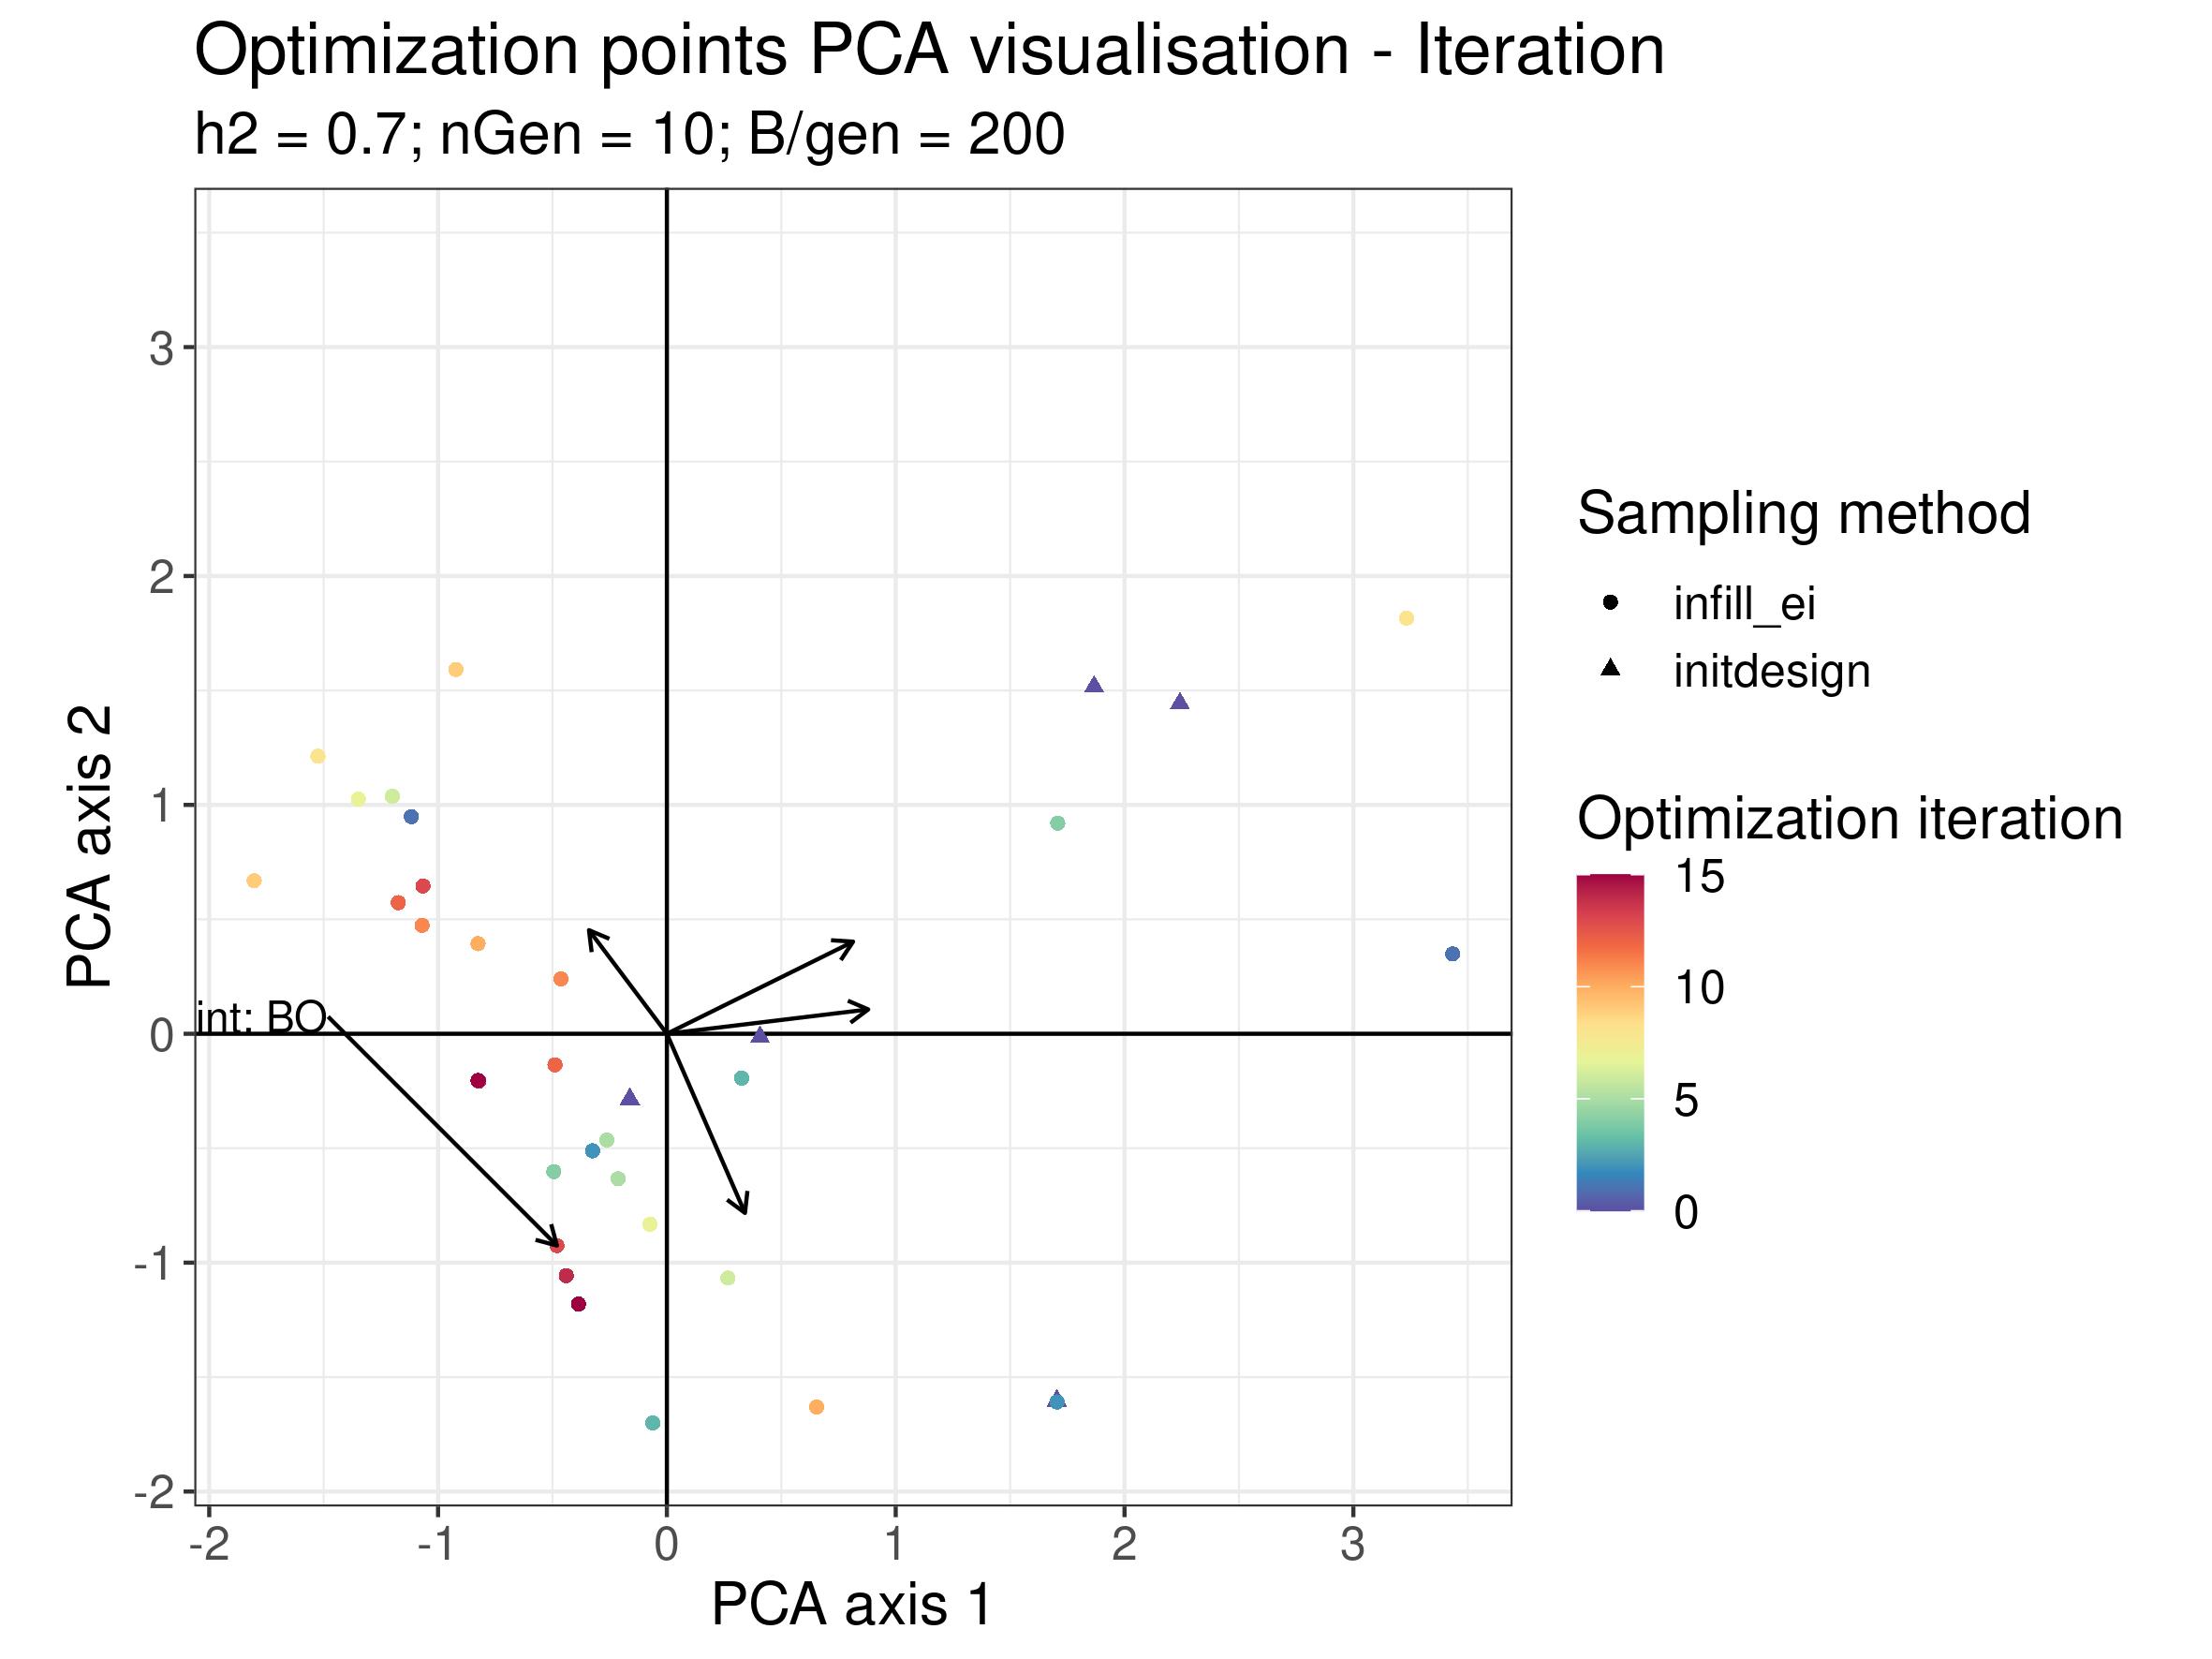 Optimization points PCA visualisation - Iteration
h2 = 0.7; nGen = 10; B/gen = 200
PCA axis 2
3
2
1
0
-1
-2
int: BO
-2
-1
0
1
2
3
PCA axis 1
Sampling method
infill_ei
initdesign
Optimization iteration
15
10
5
0